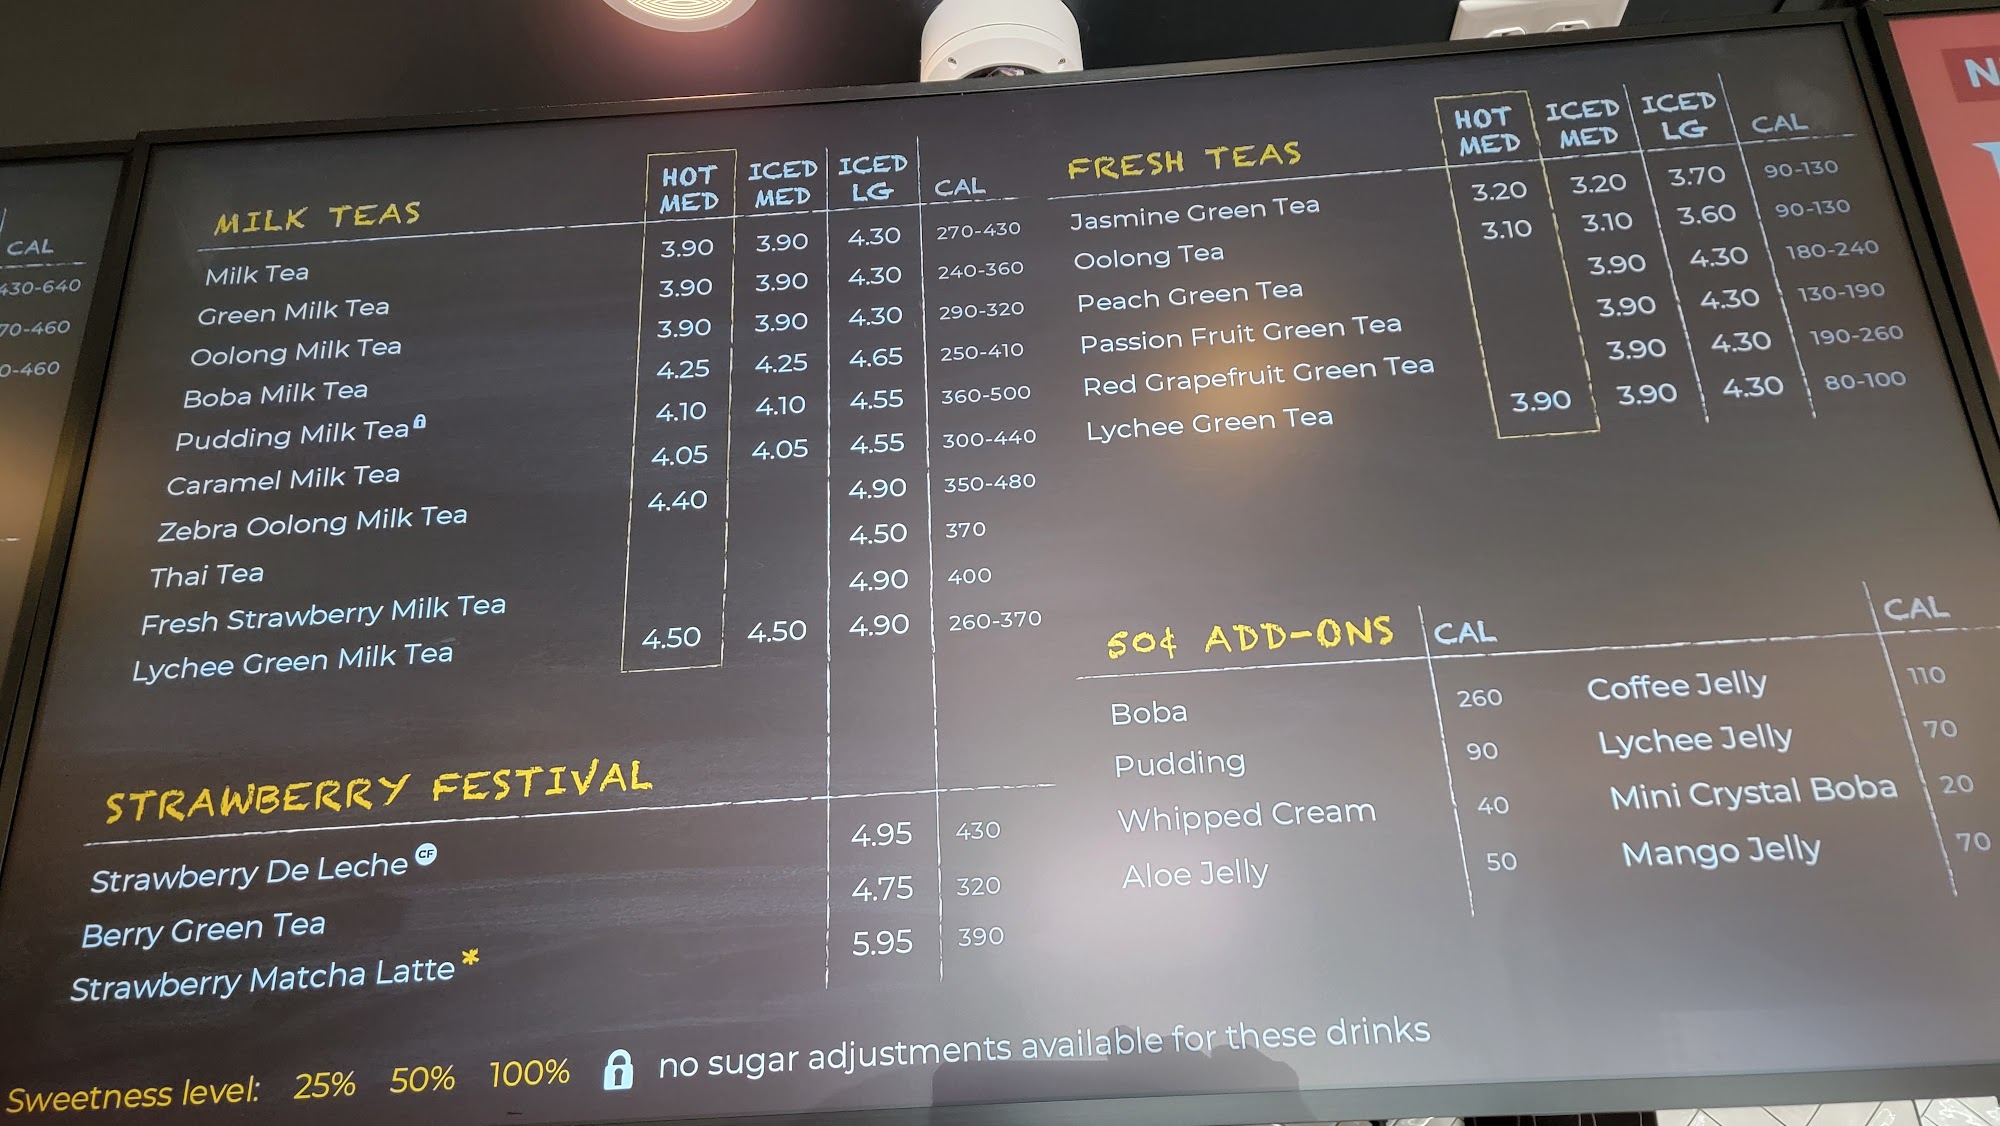 CAL
430-640
70-460
0-460
MILK TEAS HOT MED ICED MED ICED LG CAL
Milk Tea 3.90 3.90 4.30 270-430
Green Milk Tea 3.90 3.90 4.30 240-360
Oolong Milk Tea 3.90 3.90 4.30 290-320
Boba Milk Tea 4.25 4.25 4.65 250-410
Pudding Milk Tea 4.10 4.10 4.55 360-500
Caramel Milk Tea 4.05 4.05 4.55 300-440
Zebra Oolong Milk Tea 4.40 4.90 350-480
Thai Tea 4.50 370
Fresh Strawberry Milk Tea 4.90 400
Lychee Green Milk Tea 4.50 4.50 4.90 260-370
STRAWBERRY FESTIVAL
Strawberry De Leche CF 4.95 430
Berry Green Tea 4.75 320
Strawberry Matcha Latte* 5.95 390
FRESH TEAS HOT MED ICED MED ICED LG CAL
Jasmine Green Tea 3.20 3.20 3.70 90-130
Oolong Tea 3.10 3.10 3.60 90-130
Peach Green Tea 3.90 4.30 180-240
Passion Fruit Green Tea 3.90 4.30 130-190
Red Grapefruit Green Tea 3.90 4.30 190-260
Lychee Green Tea 3.90 3.90 4.30 80-100
50¢ ADD-ONS CAL CAL
Boba 260 Coffee Jelly 110
Pudding 90 Lychee Jelly 70
Whipped Cream 40 Mini Crystal Boba 20
Aloe Jelly 50 Mango Jelly 70
Sweetness level: 25% 50% 100% no sugar adjustments available for these drinks